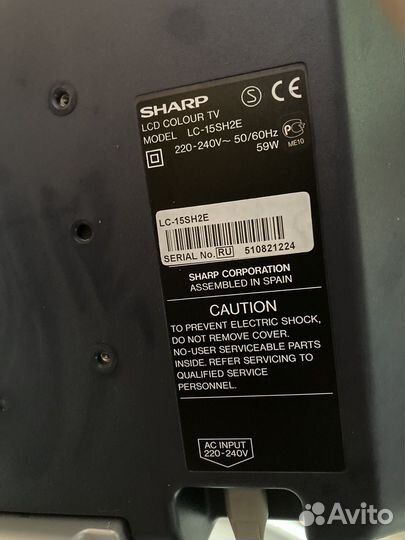 SHARP
LCD COLOUR TV
MODEL LC-15SH2E
220-240V~ 50/60Hz
59W
S
CE
PC
ME10
LC-15SH2E
SERIAL No. RU 510821224
SHARP CORPORATION
ASSEMBLED IN SPAIN
CAUTION
TO PREVENT ELECTRIC SHOCK,
DO NOT REMOVE COVER.
NO-USER SERVICEABLE PARTS
INSIDE. REFER SERVICING TO
QUALIFIED SERVICE
PERSONNEL.
AC INPUT
220-240V
Avito